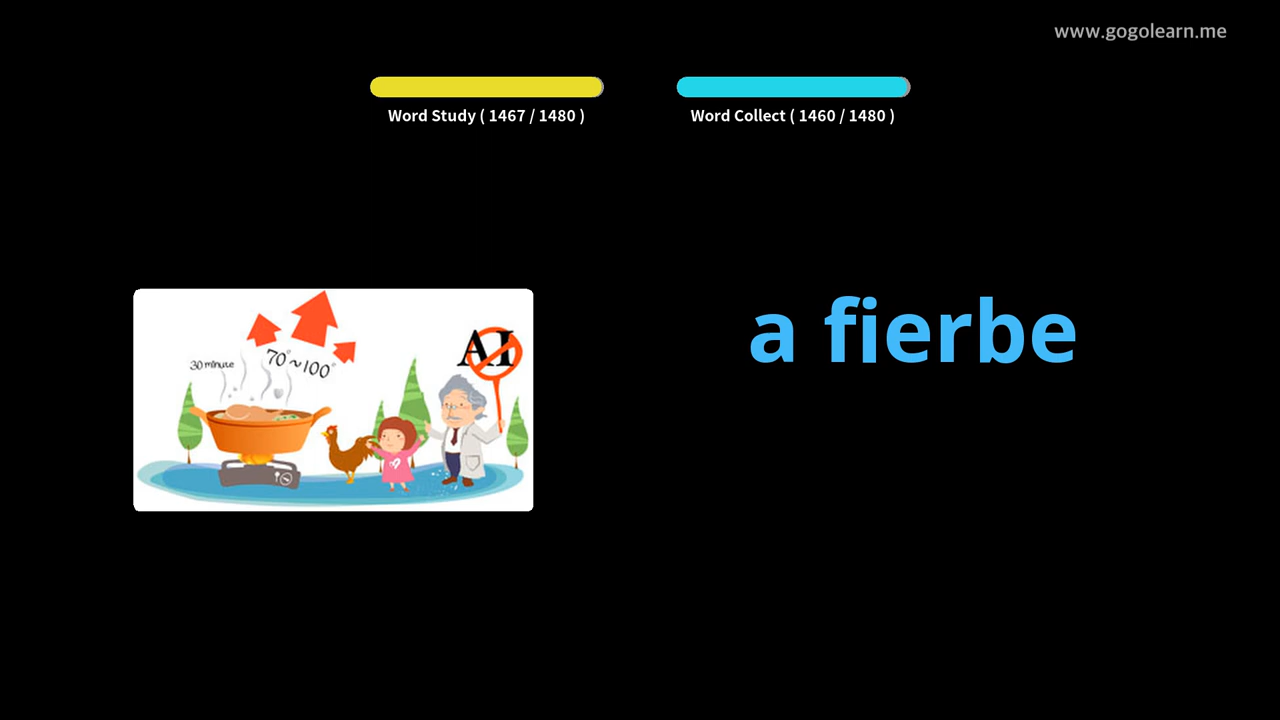 www.gogolearn.me
Word Study ( 1467 / 1480 )
Word Collect ( 1460 / 1480 )
30 minute
70°~100°
AI
a fierbe